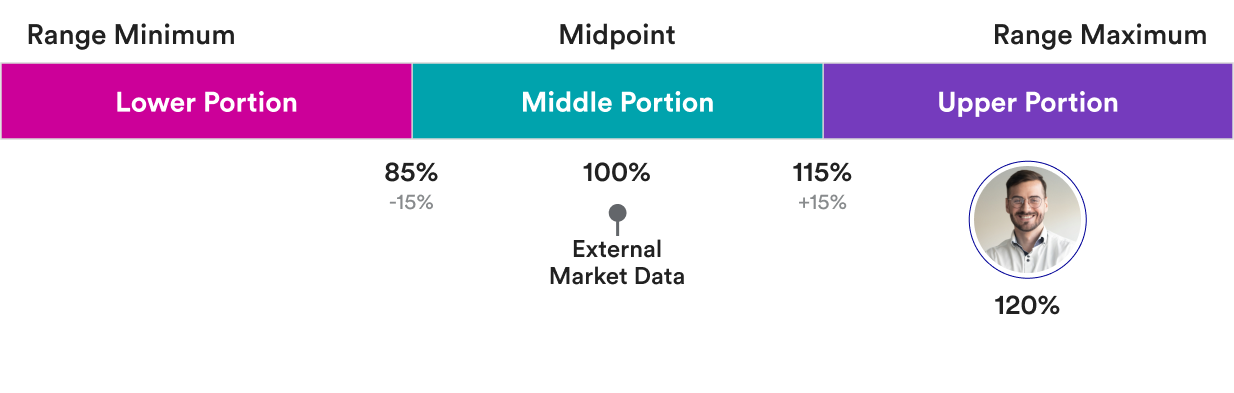 Range Minimum
Midpoint
Range Maximum
Lower Portion
Middle Portion
Upper Portion
85%
100%
115%
-15%
+15%
External
Market Data
120%